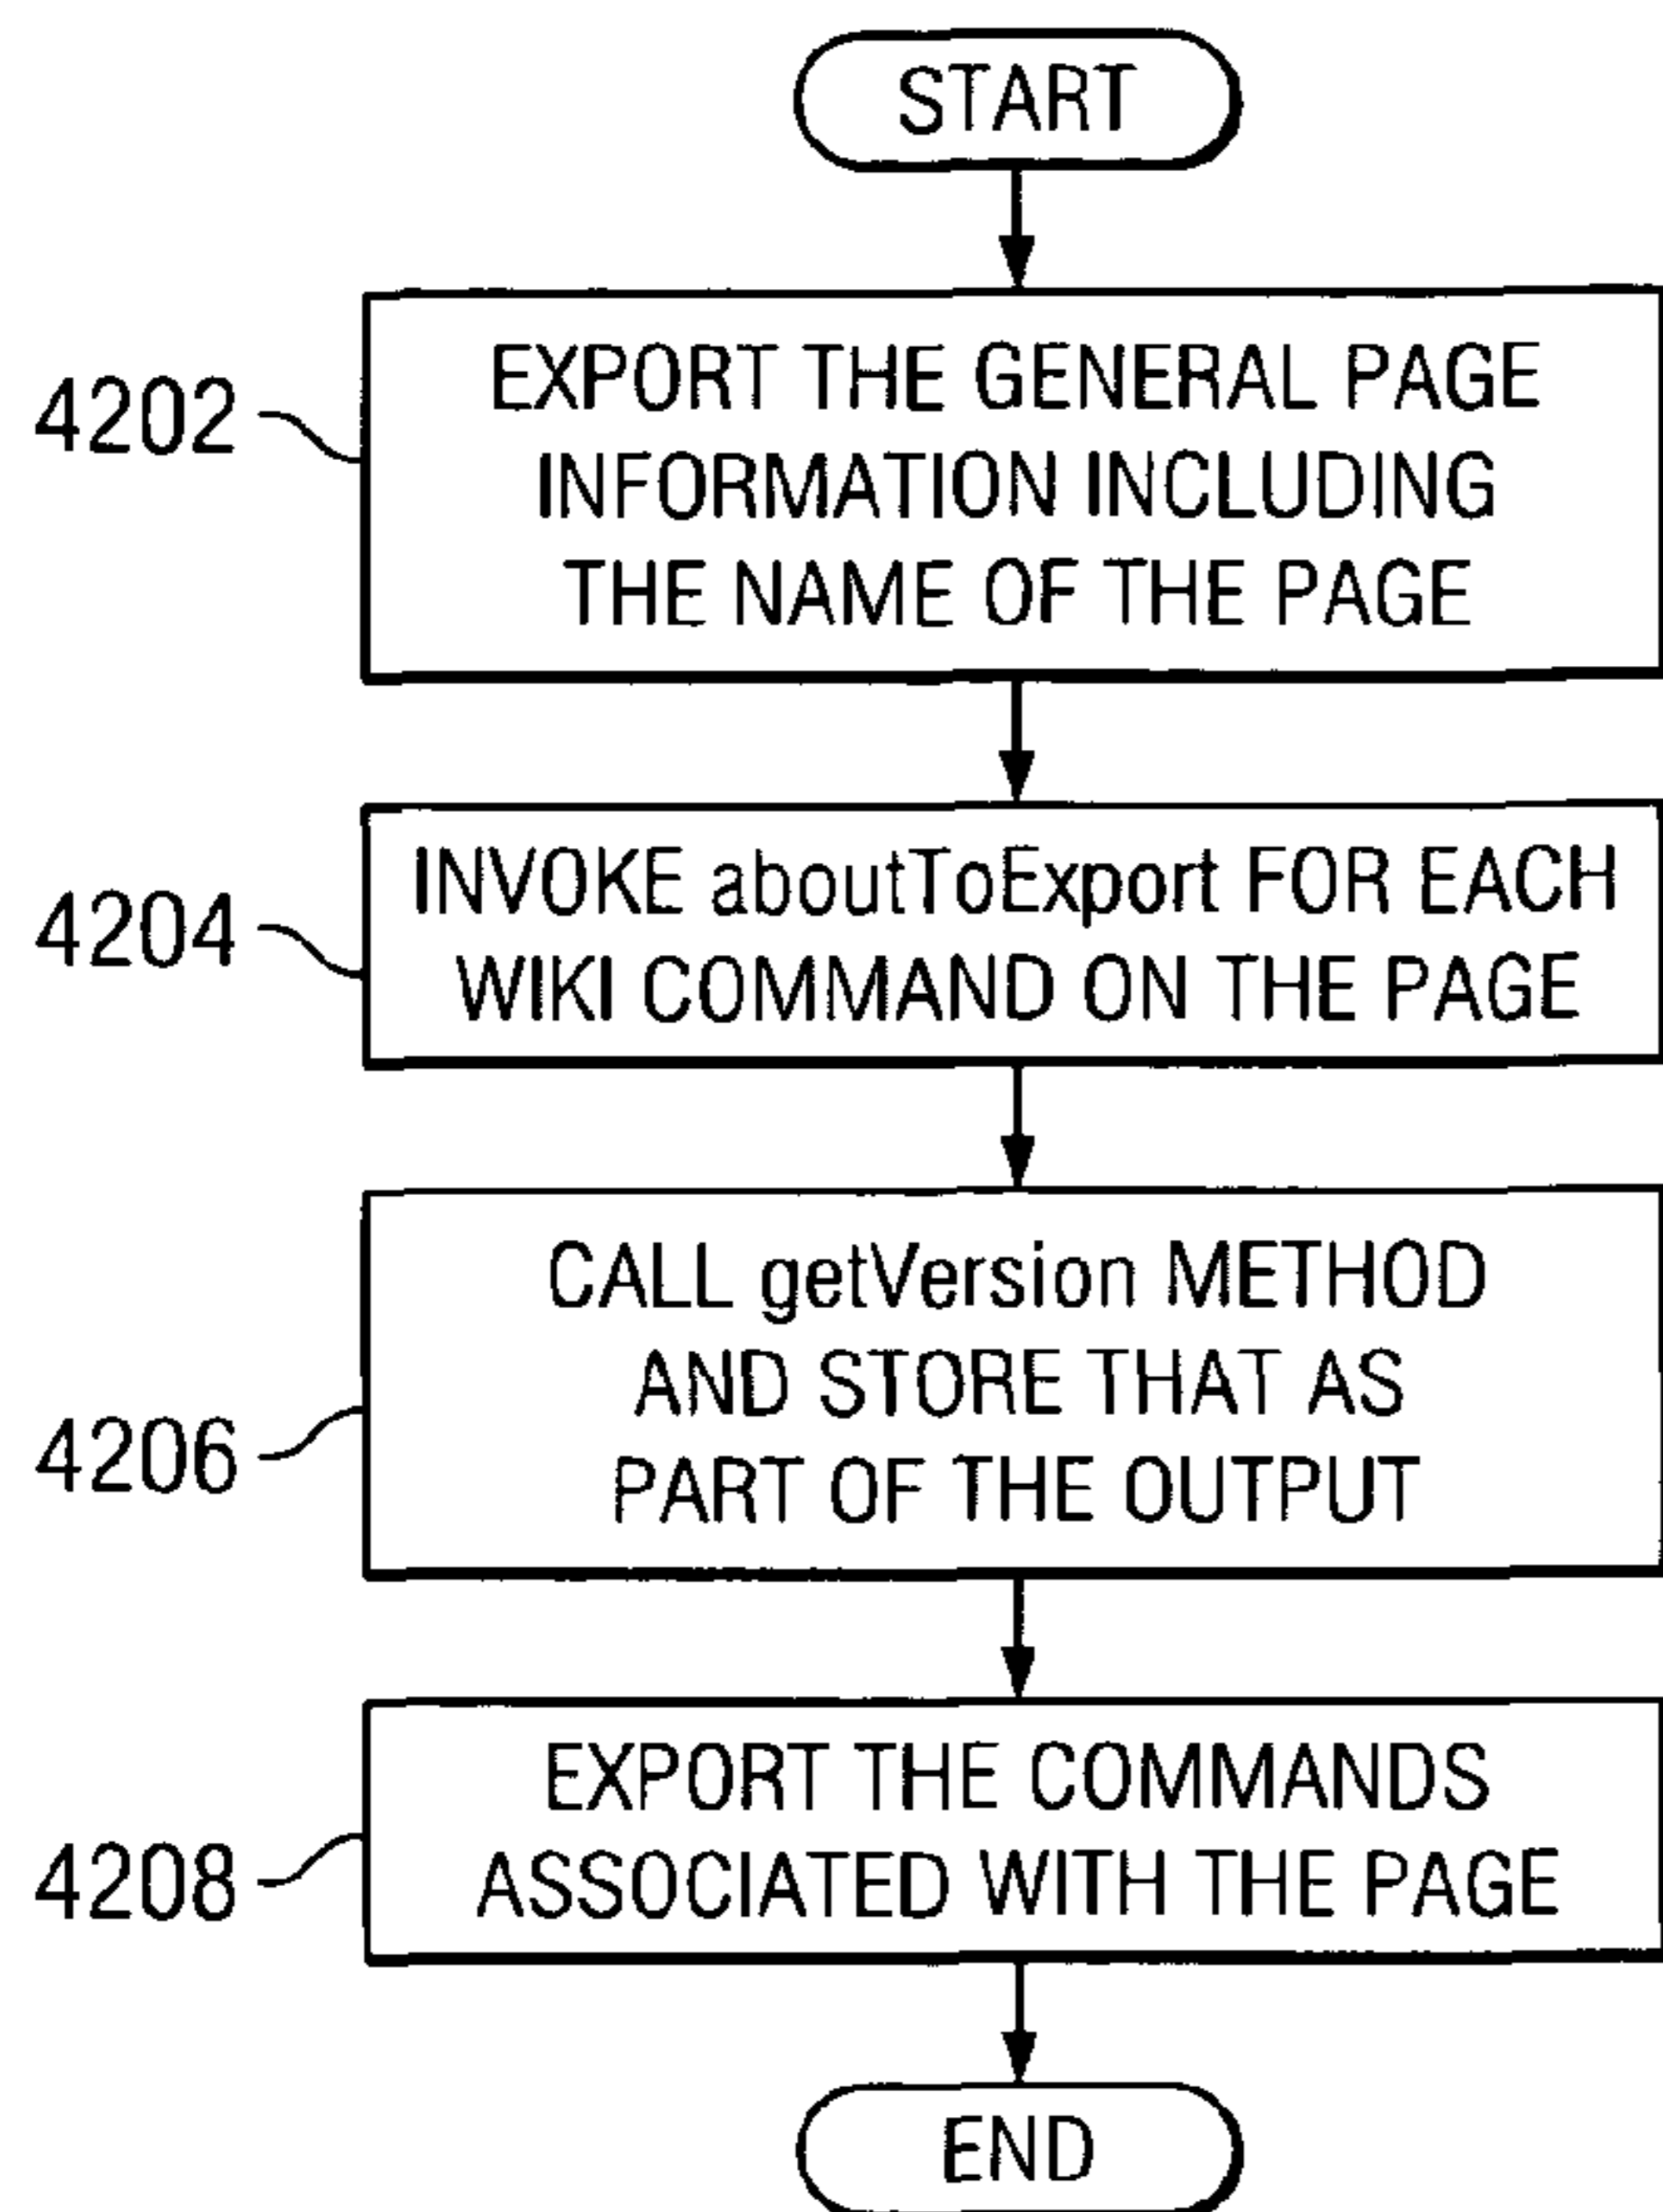 START
4202
EXPORT THE GENERAL PAGE
INFORMATION INCLUDING
THE NAME OF THE PAGE
4204
INVOKE aboutToExport FOR EACH
WIKI COMMAND ON THE PAGE
4206
CALL getVersion METHOD
AND STORE THAT AS
PART OF THE OUTPUT
4208
EXPORT THE COMMANDS
ASSOCIATED WITH THE PAGE
END